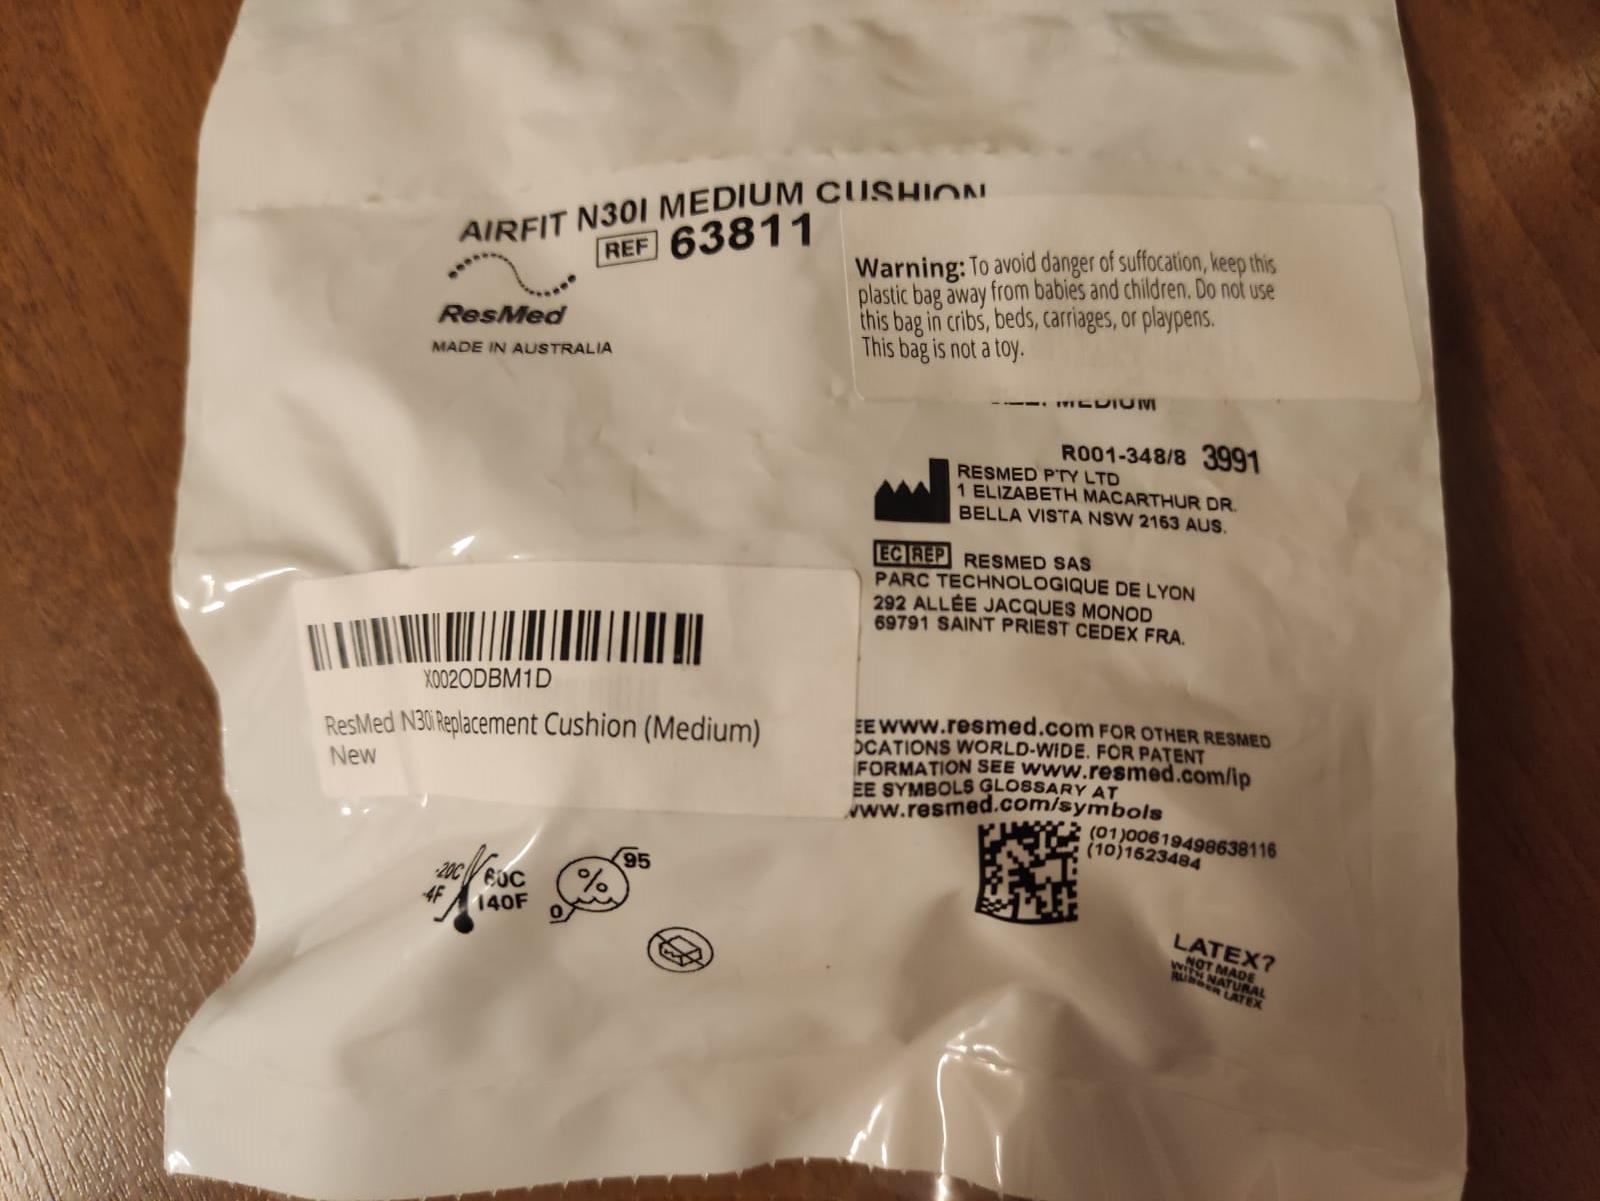 AIRFIT N30I MEDIUM CUSHION
REF 63811
ResMed
MADE IN AUSTRALIA
Warning: To avoid danger of suffocation, keep this
plastic bag away from babies and children. Do not use
this bag in cribs, beds, carriages, or playpens.
This bag is not a toy.
MEDIUM
R001-348/8 3991
RESMED PTY LTD
1 ELIZABETH MACARTHUR DR.
BELLA VISTA NSW 2153 AUS.
EC REP RESMED SAS
PARC TECHNOLOGIQUE DE LYON
292 ALLÉE JACQUES MONOD
69791 SAINT PRIEST CEDEX FRA.
X002ODBM1D
ResMed N30i Replacement Cushion (Medium)
New
EE www.resmed.com FOR OTHER RESMED
OCATIONS WORLD-WIDE. FOR PATENT
FORMATION SEE www.resmed.com/ip
EE SYMBOLS GLOSSARY AT
www.resmed.com/symbols
(01)00619498638116
(10)1523484
-20C 60C
-4F 140F
% 95
0
LATEX?
NOT MADE
WITH NATURAL
RUBBER LATEX